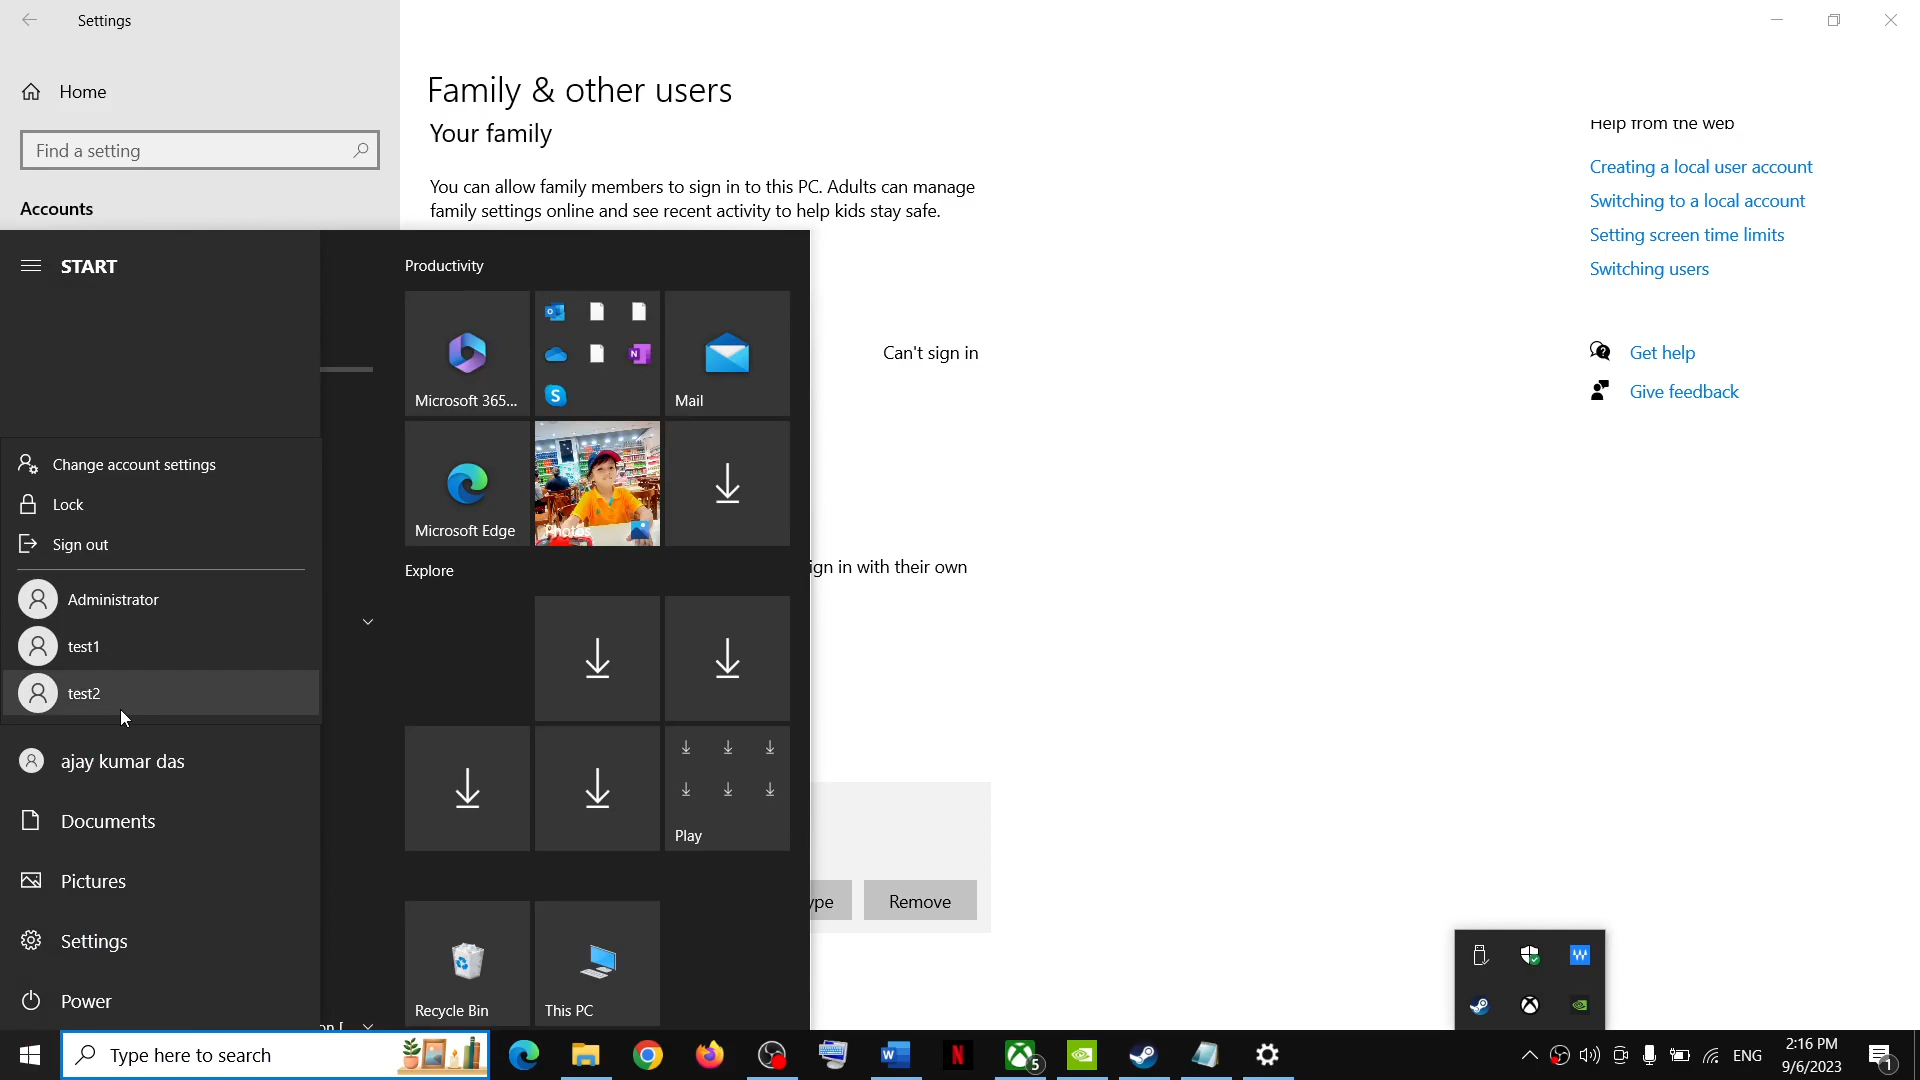 Settings
Home
Find a setting
Accounts
Family & other users
Your family
You can allow family members to sign in to this PC. Adults can manage
family settings online and see recent activity to help kids stay safe.
Can't sign in
ign in with their own
ype
Remove
Help from the web
Creating a local user account
Switching to a local account
Setting screen time limits
Switching users
Get help
Give feedback
START
Change account settings
Lock
Sign out
Administrator
test1
test2
ajay kumar das
Documents
Pictures
Settings
Power
Productivity
Microsoft 365...
Mail
Microsoft Edge
Photos
Explore
Play
Recycle Bin
This PC
Type here to search
5
ENG
2:16 PM
9/6/2023
1